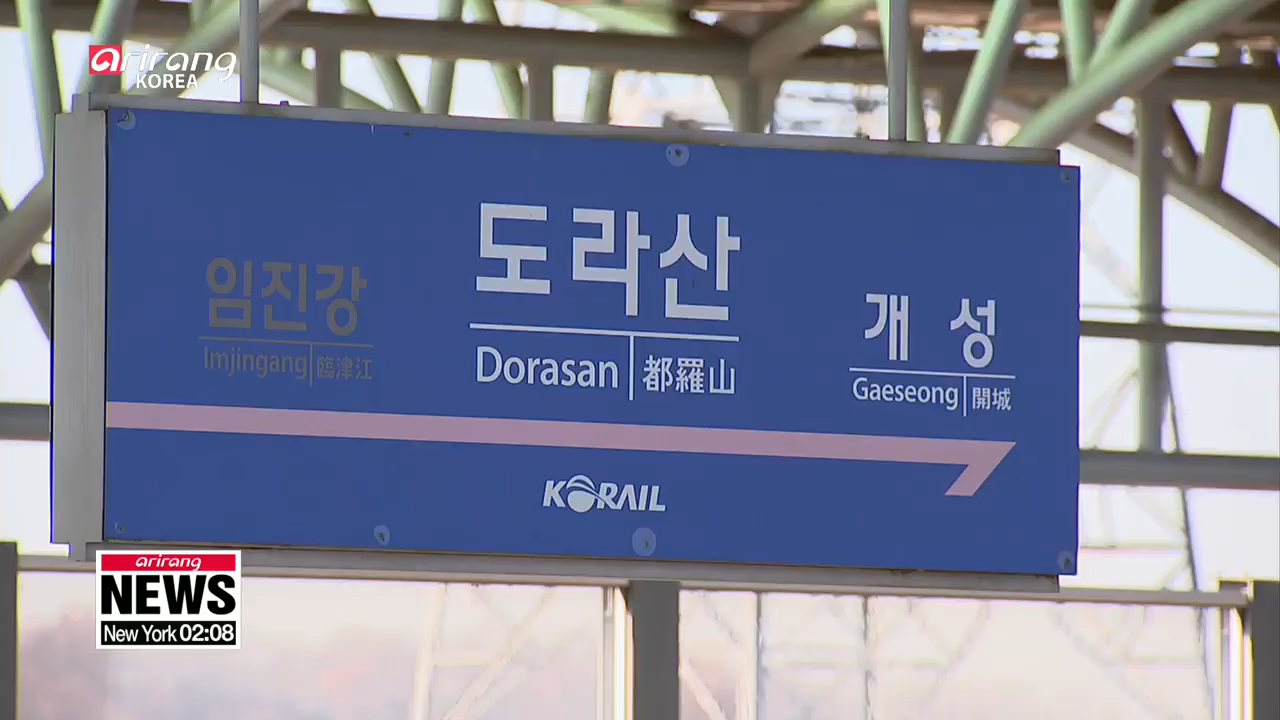 arirang
KOREA
임진강
Imjingang 臨津江
도라산
Dorasan 都羅山
개성
Gaeseong 開城
KORAIL
arirang
NEWS
New York 02:08